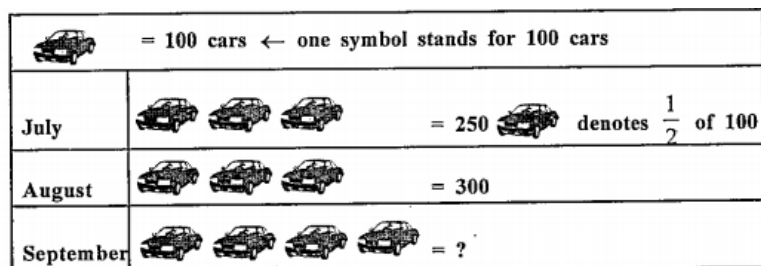 = 100 cars ← one symbol stands for 100 cars
July = 250 denotes 1/2 of 100
August = 300
September = ?